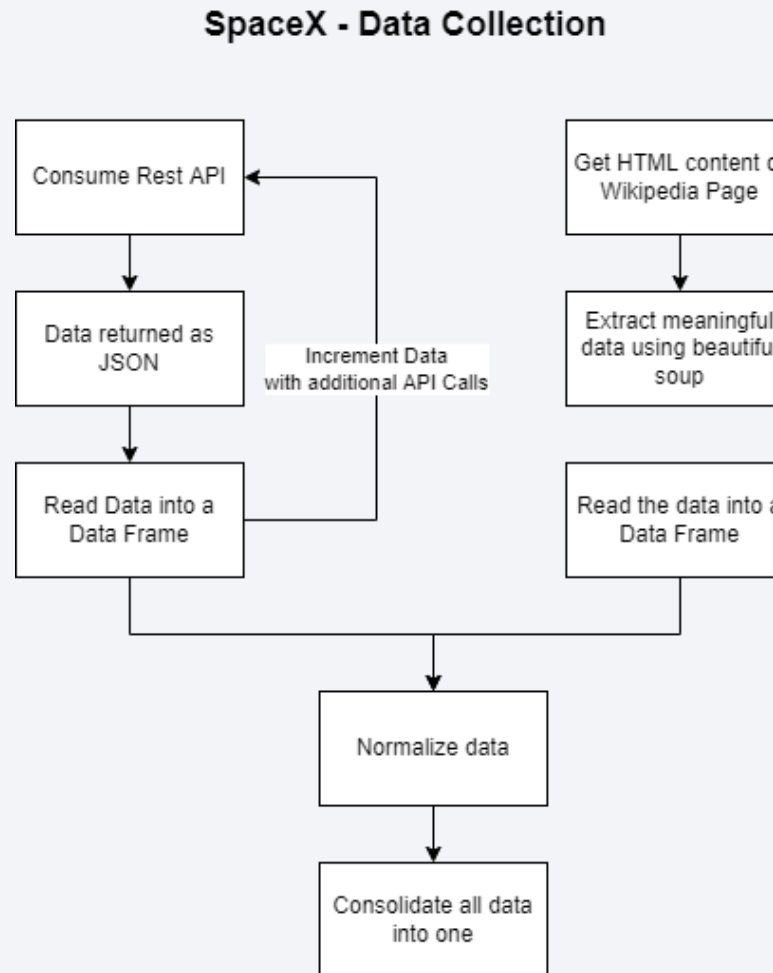 SpaceX - Data Collection
Consume Rest API
Data returned as
JSON
Increment Data
with additional API Calls
Read Data into a
Data Frame
Get HTML content
Wikipedia Page
Extract meaningful
data using beautifu
soup
Read the data into a
Data Frame
Normalize data
Consolidate all data
into one